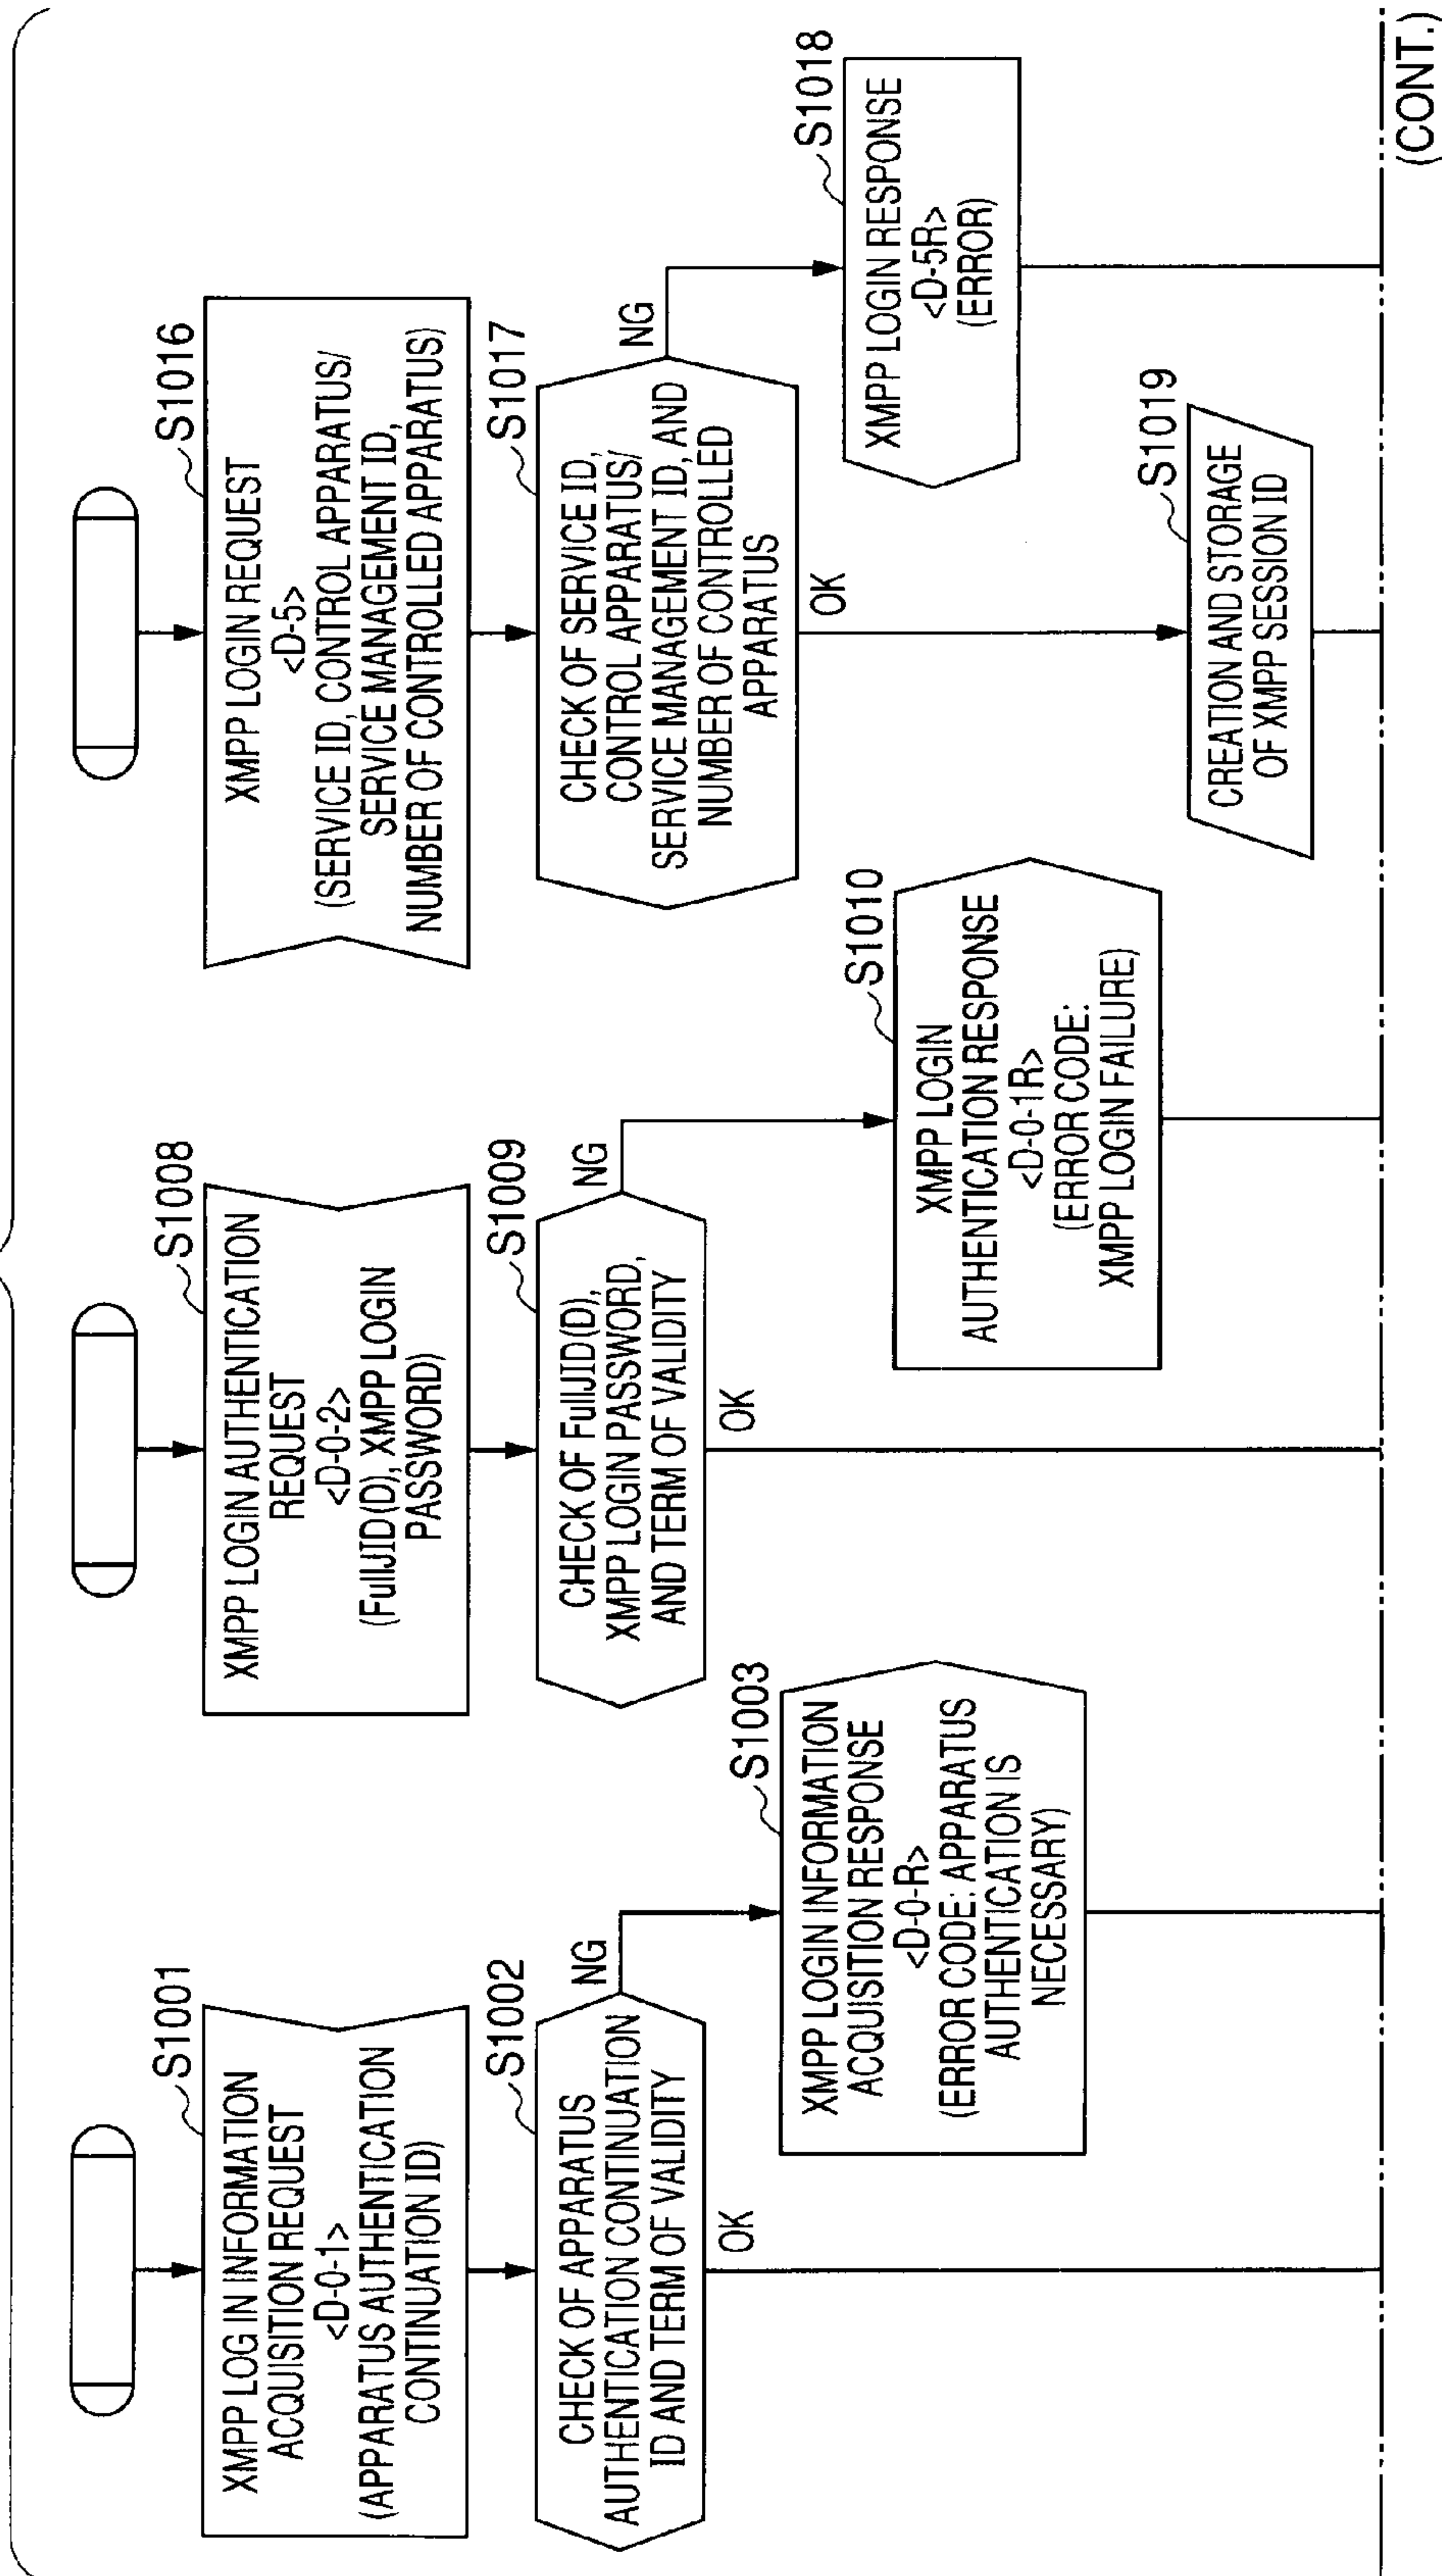 S1001
XMPP LOG IN INFORMATION
ACQUISITION REQUEST
<D-0-1>
(APPARATUS AUTHENTICATION
CONTINUATION ID)
S1002
CHECK OF APPARATUS
AUTHENTICATION CONTINUATION
ID AND TERM OF VALIDITY
NG
OK
S1003
XMPP LOGIN INFORMATION
ACQUISITION RESPONSE
<D-0-R>
(ERROR CODE: APPARATUS
AUTHENTICATION IS
NECESSARY)
S1008
XMPP LOGIN AUTHENTICATION
REQUEST
<D-0-2>
(FullJID(D), XMPP LOGIN
PASSWORD)
S1009
CHECK OF FullJID(D),
XMPP LOGIN PASSWORD,
AND TERM OF VALIDITY
NG
OK
S1010
XMPP LOGIN
AUTHENTICATION RESPONSE
<D-0-1R>
(ERROR CODE:
XMPP LOGIN FAILURE)
S1016
XMPP LOGIN REQUEST
<D-5>
(SERVICE ID, CONTROL APPARATUS/
SERVICE MANAGEMENT ID,
NUMBER OF CONTROLLED APPARATUS)
S1017
CHECK OF SERVICE ID,
CONTROL APPARATUS/
SERVICE MANAGEMENT ID, AND
NUMBER OF CONTROLLED
APPARATUS
NG
OK
S1018
XMPP LOGIN RESPONSE
<D-5R>
(ERROR)
S1019
CREATION AND STORAGE
OF XMPP SESSION ID
(CONT.)